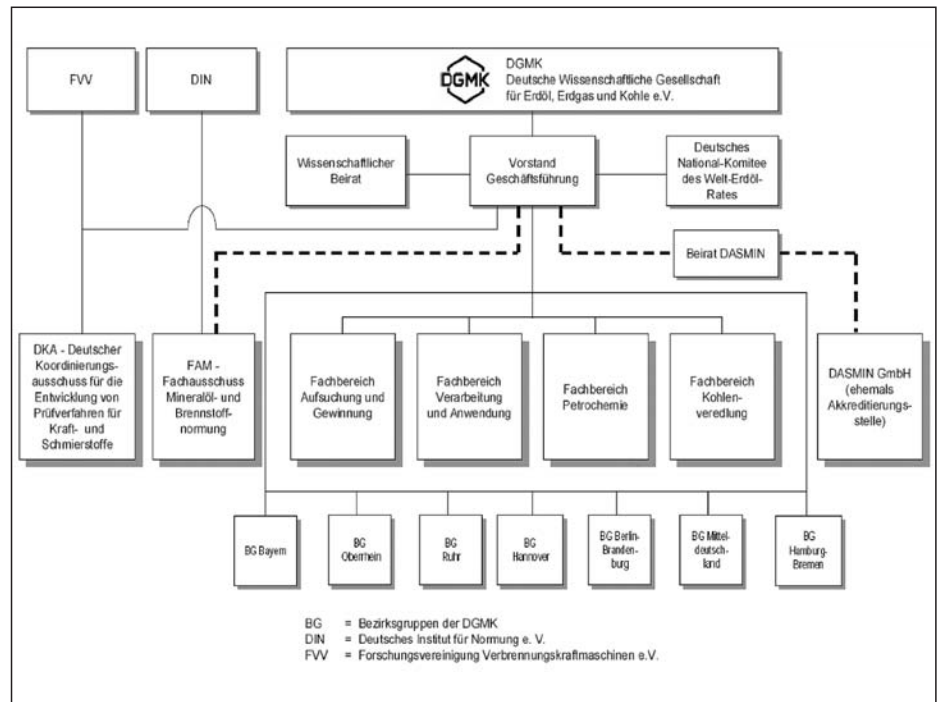 FVV
DIN
DGMK
DGMK
Deutsche Wissenschaftliche Gesellschaft
für Erdöl, Erdgas und Kohle e.V.
Wissenschaftlicher
Beirat
Vorstand
Geschäftsführung
Deutsches
National-Komitee
des Welt-Erdöl-
Rates
Beirat DASMIN
DKA - Deutscher
Koordinierungs-
ausschuss für die
Entwicklung von
Prüfverfahren für
Kraft- und
Schmierstoffe
FAM -
Fachausschuss
Mineralöl- und
Brennstoff-
normung
Fachbereich
Aufsuchung und
Gewinnung
Fachbereich
Verarbeitung
und Anwendung
Fachbereich
Petrochemie
Fachbereich
Kohlen-
veredlung
DASMIN GmbH
(ehemals
Akkreditierungs-
stelle)
BG Bayern
BG
Oberrhein
BG
Ruhr
BG
Hannover
BG Berlin-
Branden-
burg
BG Mittel-
deutsch-
land
BG
Hamburg-
Bremen
BG = Bezirksgruppen der DGMK
DIN = Deutsches Institut für Normung e. V.
FVV = Forschungsvereinigung Verbrennungskraftmaschinen e.V.